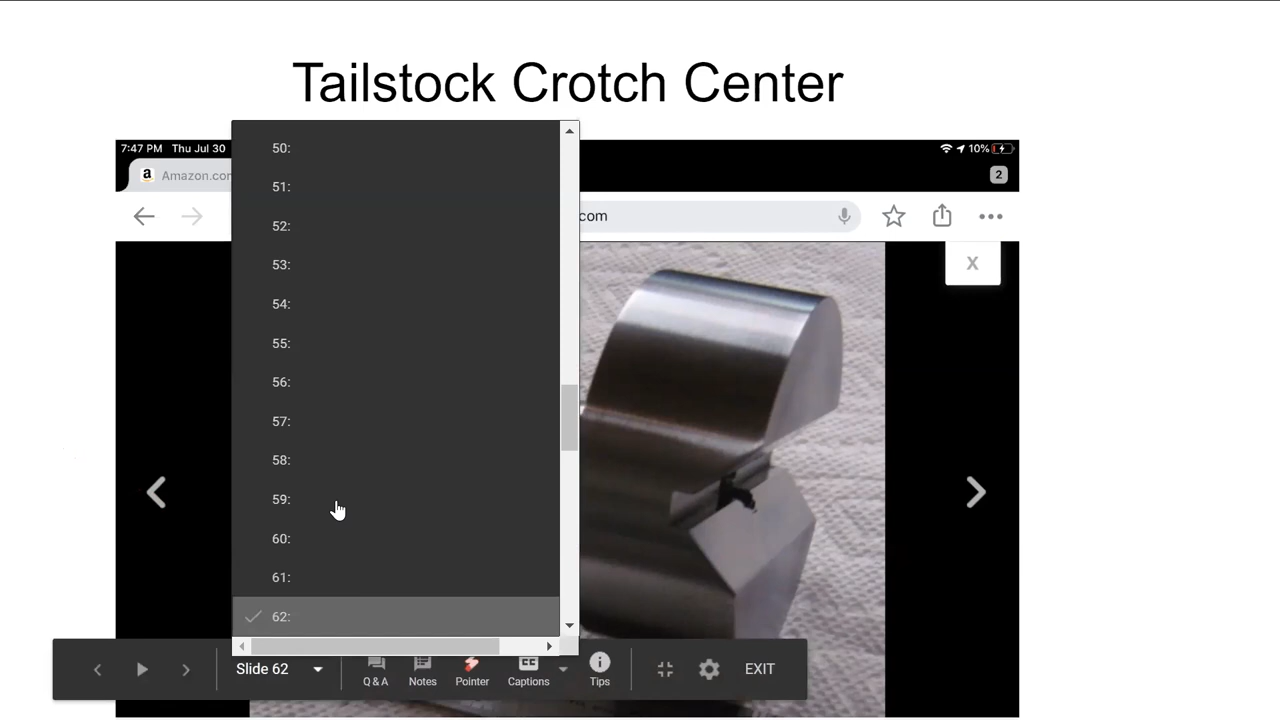 Tailstock Crotch Center
7:47 PM Thu Jul 30
10%
Amazon.com
2
.com
X
50:
51:
52:
53:
54:
55:
56:
57:
58:
59:
60:
61:
62:
Slide 62
Q & A
Notes
Pointer
CC
Captions
Tips
EXIT